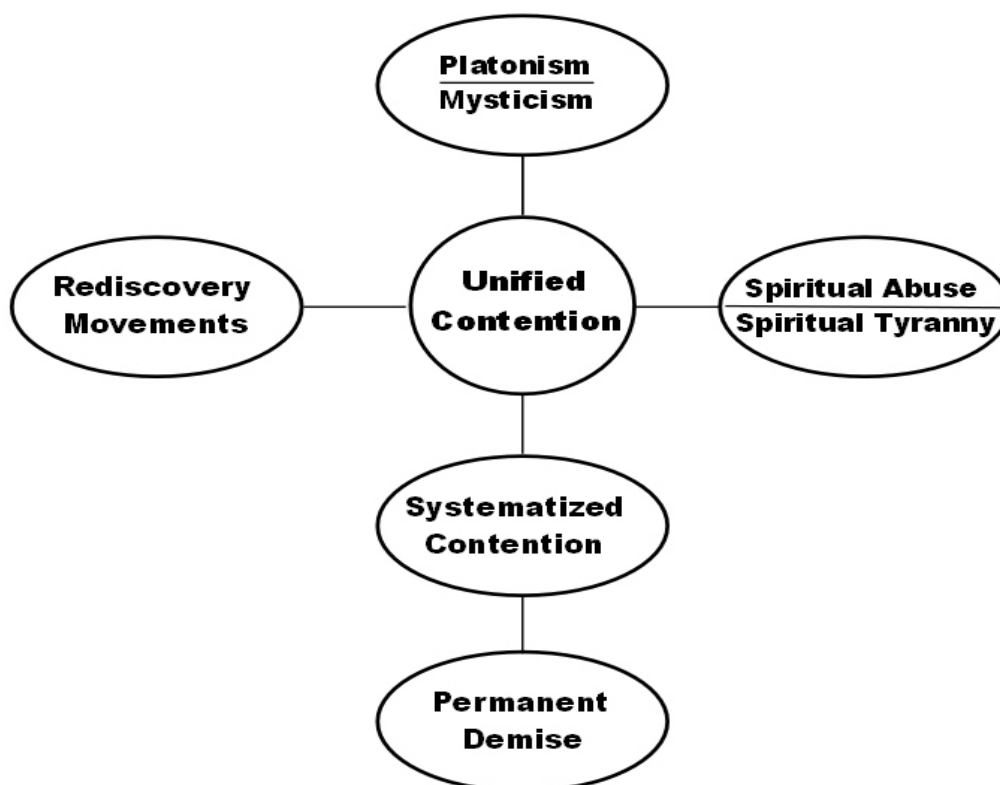 Platonism
Mysticism
Rediscovery
Movements
Unified
Contention
Spiritual Abuse
Spiritual Tyranny
Systematized
Contention
Permanent
Demise